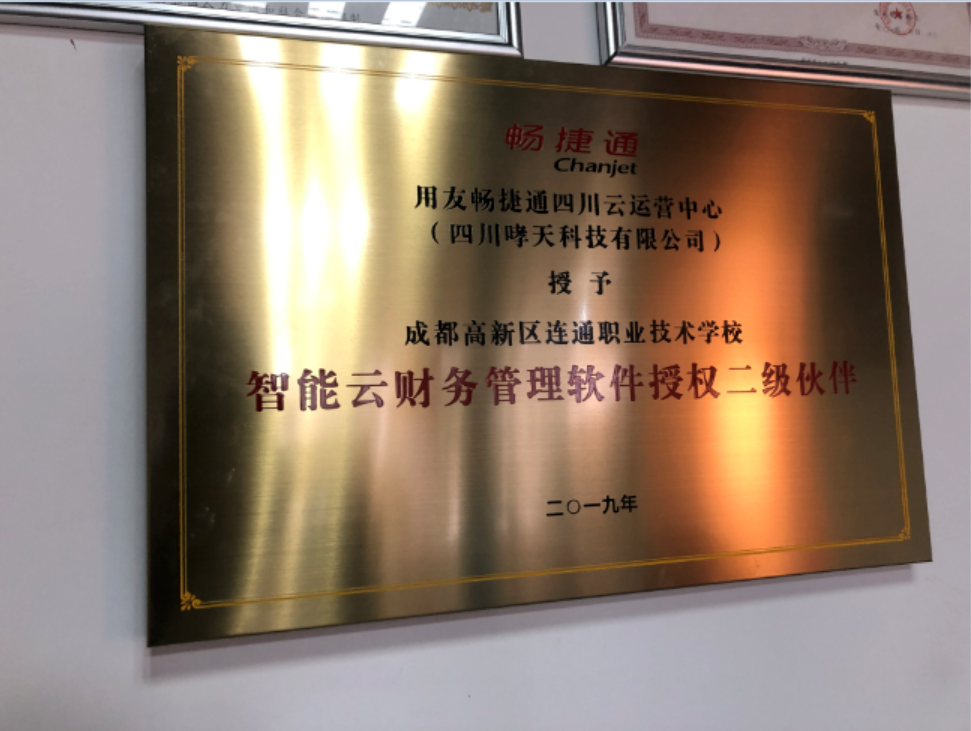 畅捷通
Chanjet
用友畅捷通四川云运营中心
（四川哮天科技有限公司）
授予
成都高新区连通职业技术学校
智能云财务管理软件授权二级伙伴
二〇一九年